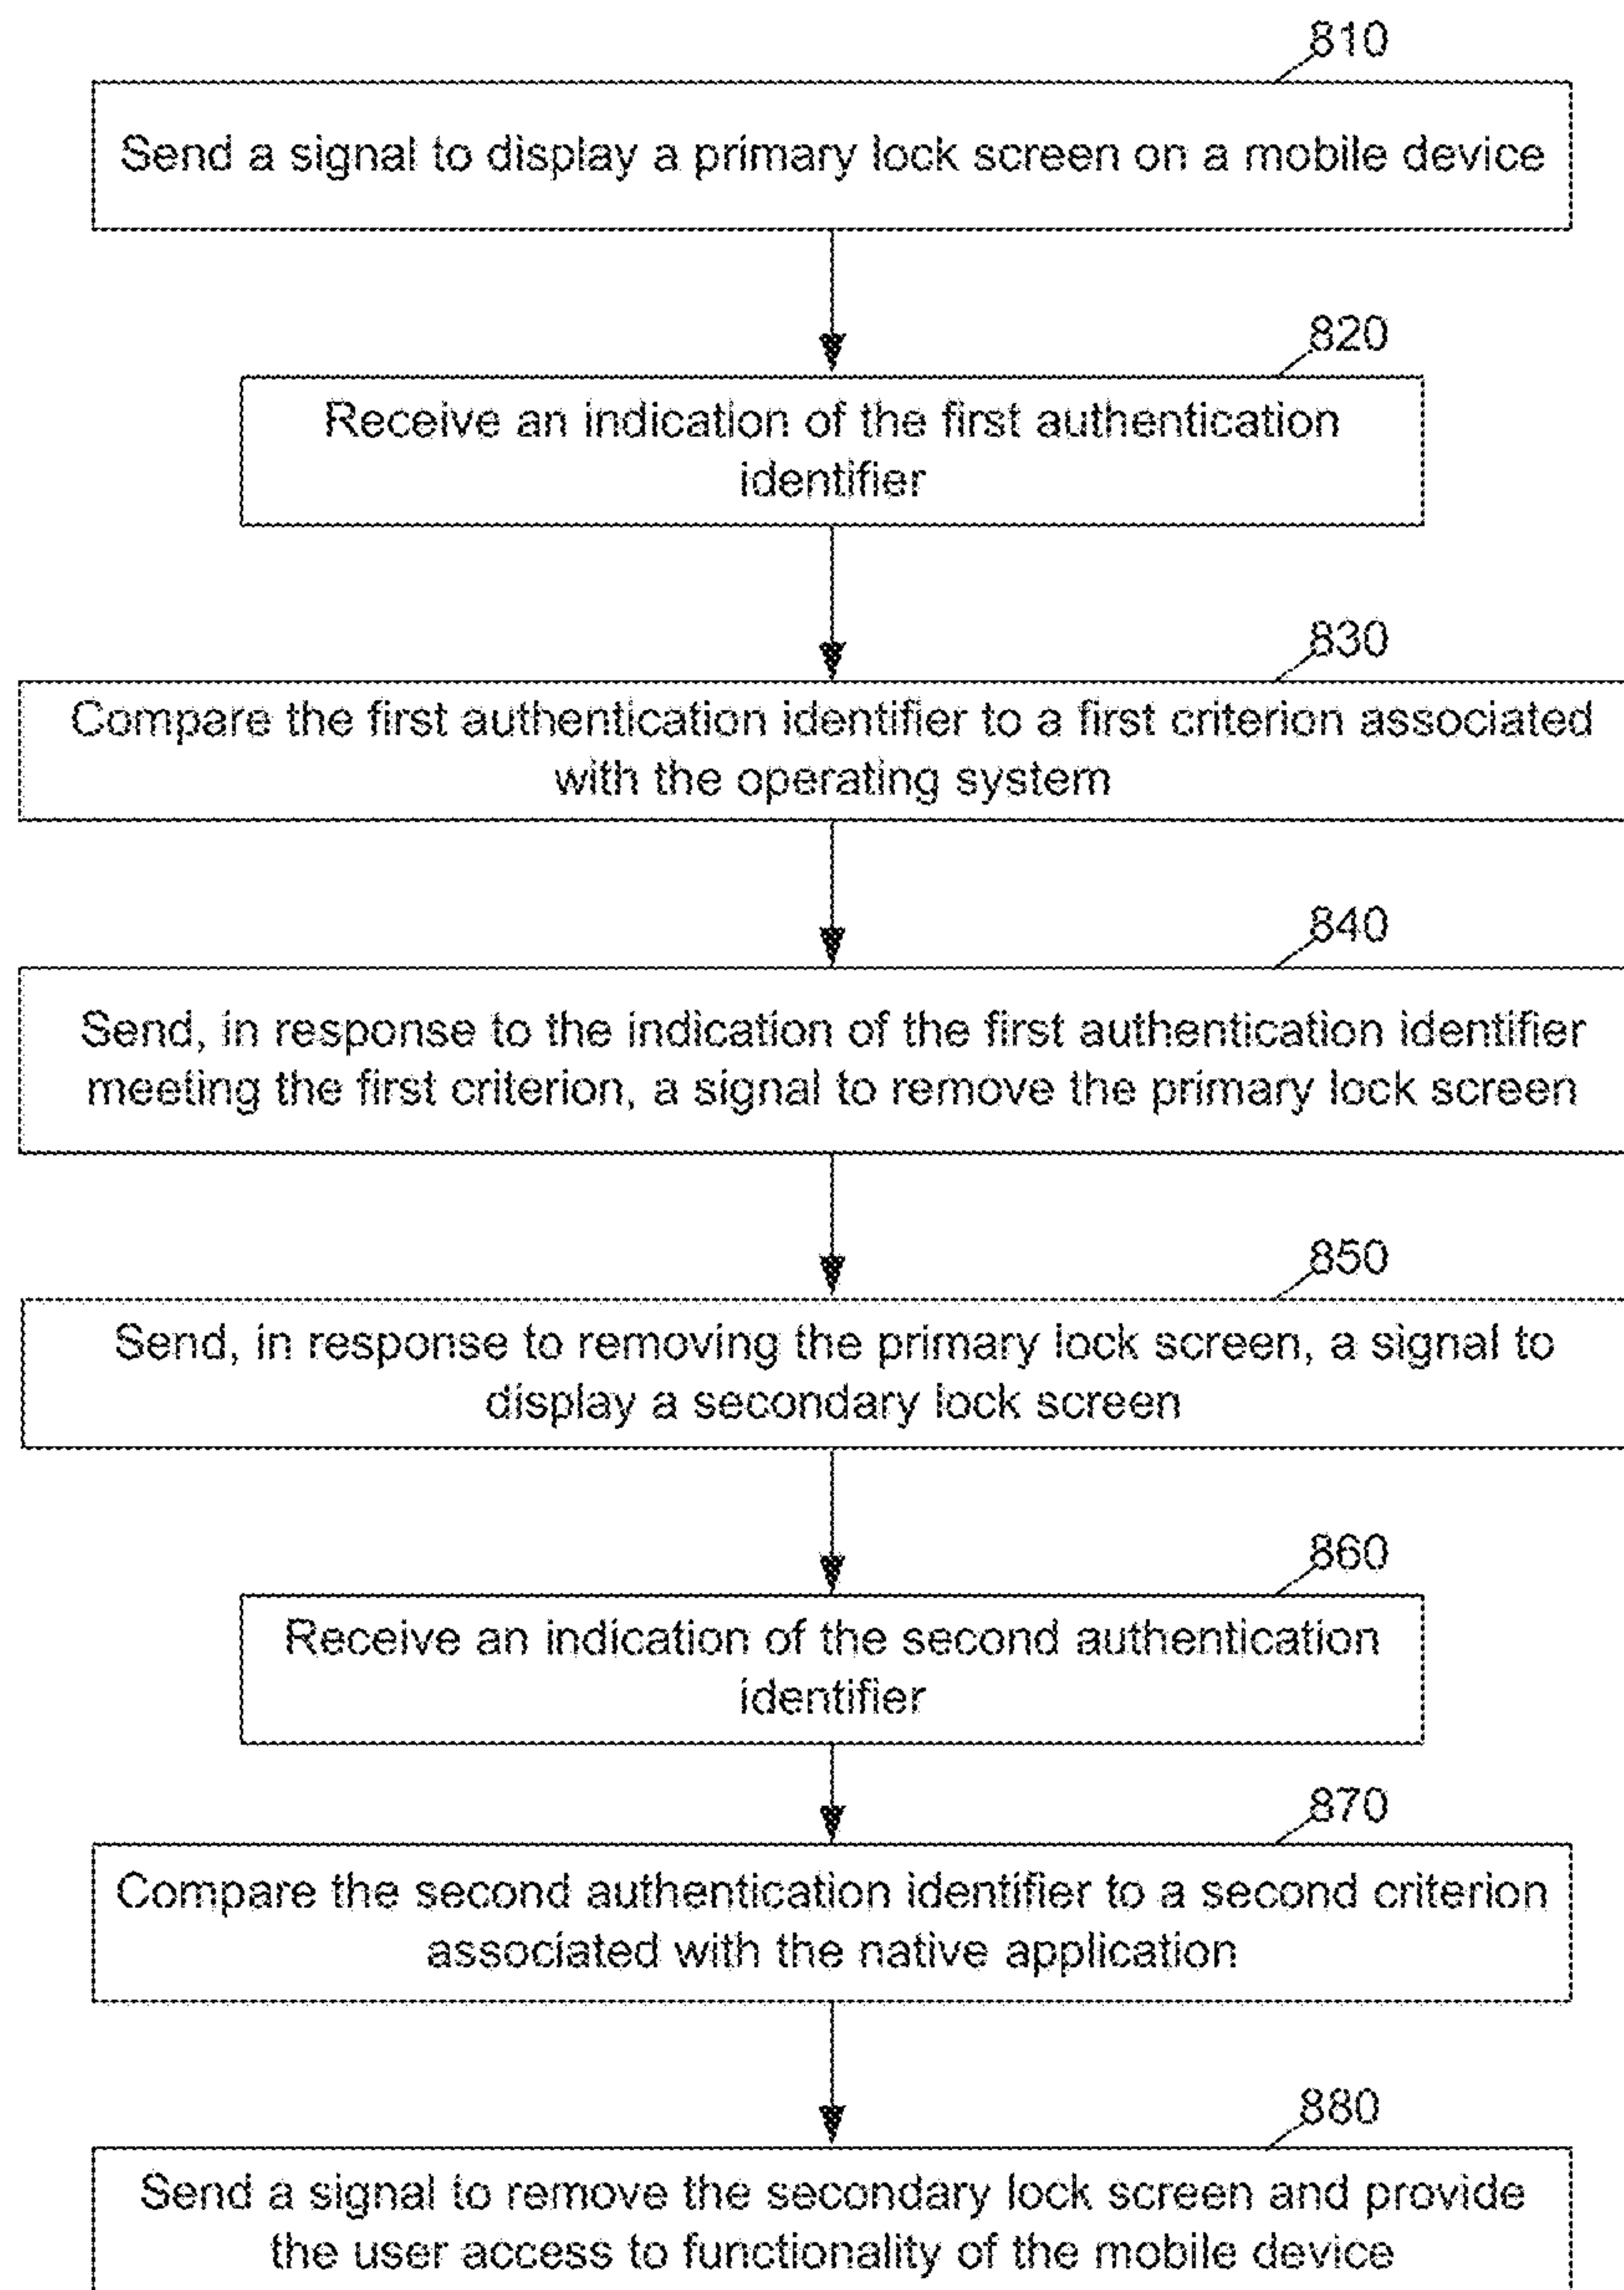 810
Send a signal to display a primary lock screen on a mobile device
820
Receive an indication of the first authentication
identifier
830
Compare the first authentication identifier to a first criterion associated
with the operating system
840
Send, in response to the indication of the first authentication identifier
meeting the first criterion, a signal to remove the primary lock screen
850
Send, in response to removing the primary lock screen, a signal to
display a secondary lock screen
860
Receive an indication of the second authentication
identifier
870
Compare the second authentication identifier to a second criterion
associated with the native application
880
Send a signal to remove the secondary lock screen and provide
the user access to functionality of the mobile device